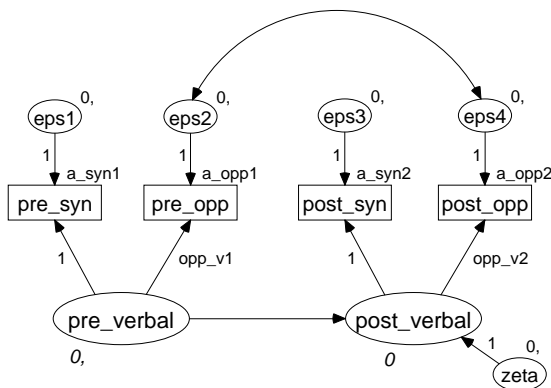 0, 0, 0, 0,
eps1 eps2 eps3 eps4
1 1 1 1
a_syn1 a_opp1 a_syn2 a_opp2
pre_syn pre_opp post_syn post_opp
1 opp_v1 1 opp_v2
pre_verbal post_verbal
0, 0 1 0,
zeta